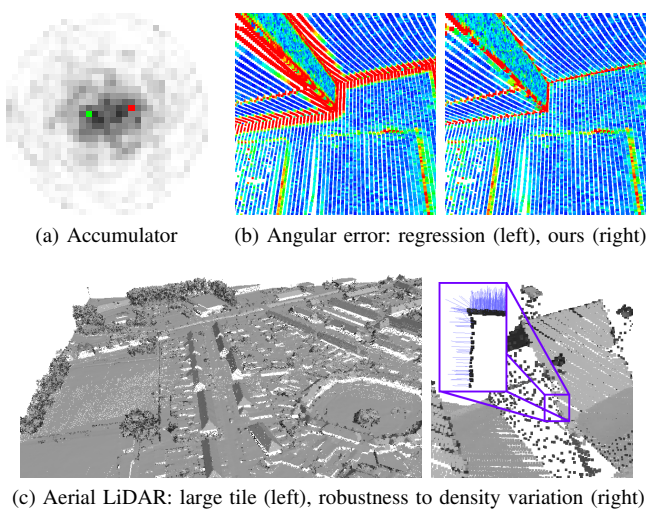 (a) Accumulator
(b) Angular error: regression (left), ours (right)
(c) Aerial LiDAR: large tile (left), robustness to density variation (right)